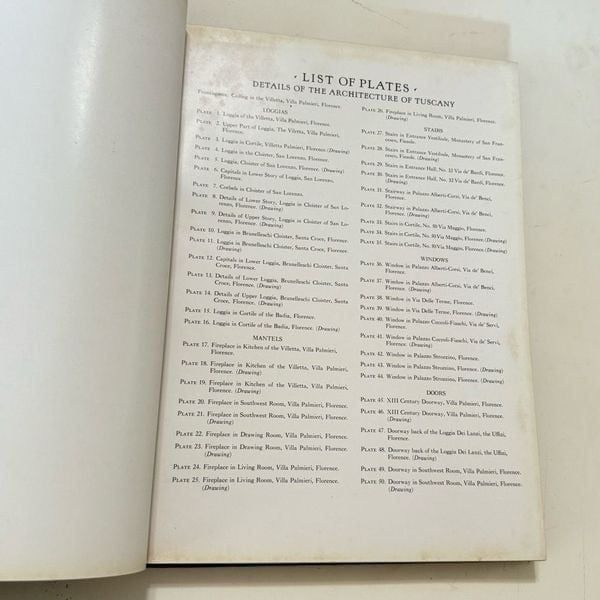 · LIST OF PLATES ·
DETAILS OF THE ARCHITECTURE OF TUSCANY
Frontispiece. Ceiling in the Villetta, Villa Palmieri, Florence.
LOGGIAS
PLATE 1. Loggia of the Villetta, Villa Palmieri, Florence.
PLATE 2. Upper Part of Loggia, The Viletta, Villa Palmieri,
Florence.
PLATE 3. Loggia in Cortile, Villetta Palmieri, Florence. (Drawing)
PLATE 4. Loggia in the Cloister, San Lorenzo, Florence.
PLATE 5. Loggia, Cloister of San Lorenzo, Florence. (Drawing)
PLATE 6. Capitals in Lower Story of Loggia, San Lorenzo,
Florence.
PLATE 7. Corbels in Cloister of San Lorenzo.
PLATE 8. Details of Lower Story, Loggia in Cloister of San Lo-
renzo, Florence. (Drawing)
PLATE 9. Details of Upper Story, Loggia in Cloister of San Lo-
renzo, Florence. (Drawing)
PLATE 10. Loggia in Brunelleschi Cloister, Santa Croce, Florence.
PLATE 11. Loggia in Brunelleschi Cloister, Santa Croce, Florence.
(Drawing)
PLATE 12. Capitals in Lower Loggia, Brunelleschi Cloister, Santa
Croce, Florence.
PLATE 13. Details of Lower Loggia, Brunelleschi Cloister, Santa
Croce, Florence. (Drawing)
PLATE 14. Details of Upper Loggia, Brunelleschi Cloister, Santa
Croce, Florence. (Drawing)
PLATE 15. Loggia in Cortile of the Badia, Florence.
PLATE 16. Loggia in Cortile of the Badia, Florence. (Drawing)
MANTELS
PLATE 17. Fireplace in Kitchen of the Villetta, Villa Palmieri,
Florence.
PLATE 18. Fireplace in Kitchen of the Villetta, Villa Palmieri,
Florence. (Drawing)
PLATE 19. Fireplace in Kitchen of the Villetta, Villa Palmieri,
Florence. (Drawing)
PLATE 20. Fireplace in Southwest Room, Villa Palmieri, Florence.
PLATE 21. Fireplace in Southwest Room, Villa Palmieri, Florence.
(Drawing)
PLATE 22. Fireplace in Drawing Room, Villa Palmieri, Florence.
PLATE 23. Fireplace in Drawing Room, Villa Palmieri, Florence.
(Drawing)
PLATE 24. Fireplace in Living Room, Villa Palmieri, Florence.
PLATE 25. Fireplace in Living Room, Villa Palmieri, Florence.
(Drawing)
PLATE 26. Fireplace in Living Room, Villa Palmieri, Florence.
(Drawing)
STAIRS
PLATE 27. Stairs in Entrance Vestibule, Monastery of San Fran-
cesco, Fiesole.
PLATE 28. Stairs in Entrance Vestibule, Monastery of San Fran-
cesco, Fiesole. (Drawing)
PLATE 29. Stairs in Entrance Hall, No. 32 Via de' Bardi, Florence.
PLATE 30. Stairs in Entrance Hall, No. 32 Via de' Bardi, Florence.
(Drawing)
PLATE 31. Stairway in Palazzo Alberti-Corsi, Via de' Benci,
Florence.
PLATE 32. Stairway in Palazzo Alberti-Corsi, Via de' Benci,
Florence. (Drawing)
PLATE 33. Stairs in Cortile, No. 50 Via Maggio, Florence.
PLATE 34. Stairs in Cortile, No. 50 Via Maggio, Florence. (Drawing)
PLATE 35. Stairs in Cortile, No. 50 Via Maggio, Florence. (Drawing)
WINDOWS
PLATE 36. Window in Palazzo Alberti-Corsi, Via de' Benci,
Florence.
PLATE 37. Window in Palazzo Alberti-Corsi, Via de' Benci,
Florence. (Drawing)
PLATE 38. Window in Via Delle Terme, Florence.
PLATE 39. Window in Via Delle Terme, Florence. (Drawing)
PLATE 40. Window in Palazzo Coccoli-Fiaschi, Via de' Servi,
Florence.
PLATE 41. Window in Palazzo Coccoli-Fiaschi, Via de' Servi,
Florence. (Drawing)
PLATE 42. Window in Palazzo Strozzino, Florence.
PLATE 43. Window in Palazzo Strozzino, Florence. (Drawing)
PLATE 44. Window in Palazzo Strozzino, Florence. (Drawing)
DOORS
PLATE 45. XIII Century Doorway, Villa Palmieri, Florence.
PLATE 46. XIII Century Doorway, Villa Palmieri, Florence.
(Drawing)
PLATE 47. Doorway back of the Loggia Dei Lanzi, the Uffizi,
Florence.
PLATE 48. Doorway back of the Loggia Dei Lanzi, the Uffizi,
Florence. (Drawing)
PLATE 49. Doorway in Southwest Room, Villa Palmieri, Florence.
PLATE 50. Doorway in Southwest Room, Villa Palmieri, Florence.
(Drawing)